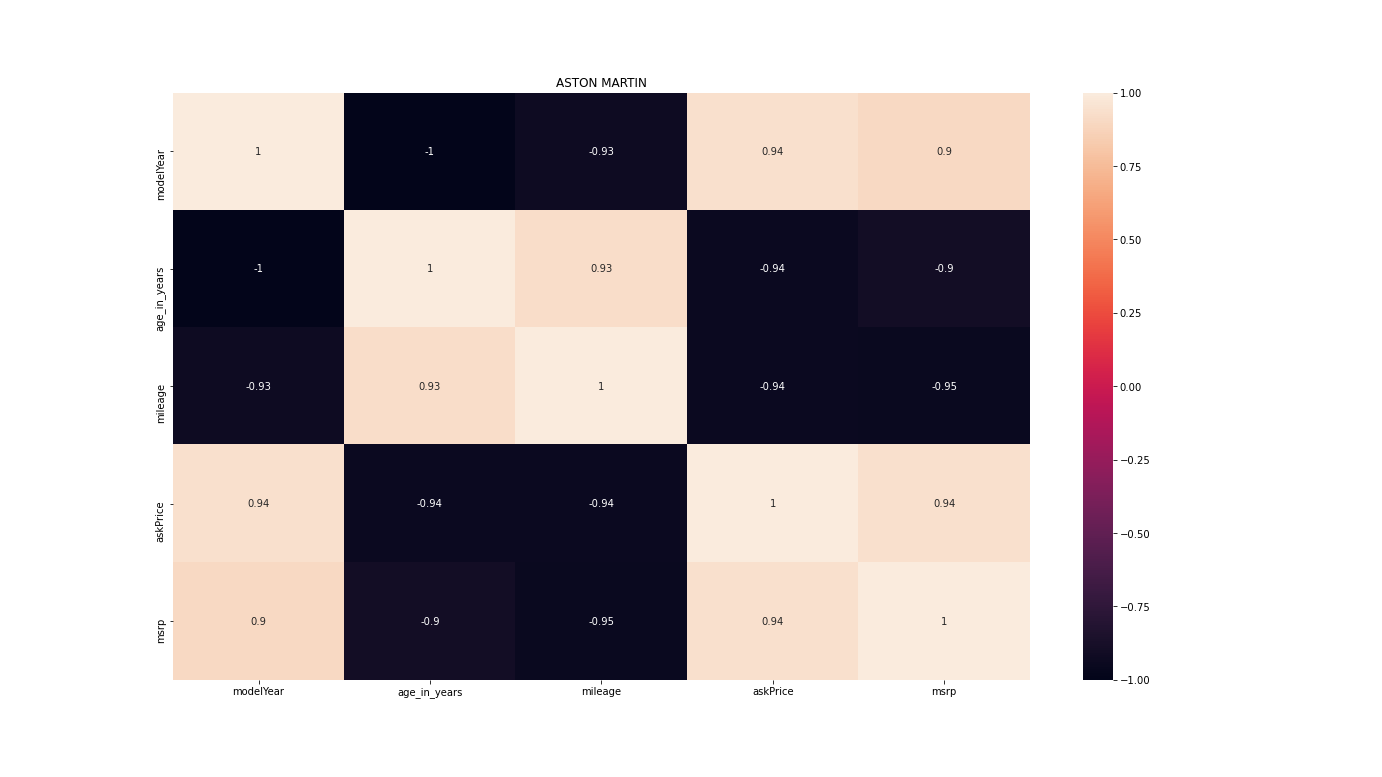 ASTON MARTIN
modelYear 1 -1 -0.93 0.94 0.9
age_in_years -1 1 0.93 -0.94 -0.9
mileage -0.93 0.93 1 -0.94 -0.95
askPrice 0.94 -0.94 -0.94 1 0.94
msrp 0.9 -0.9 -0.95 0.94 1
modelYear age_in_years mileage askPrice msrp
1.00
0.75
0.50
0.25
0.00
−0.25
−0.50
−0.75
−1.00